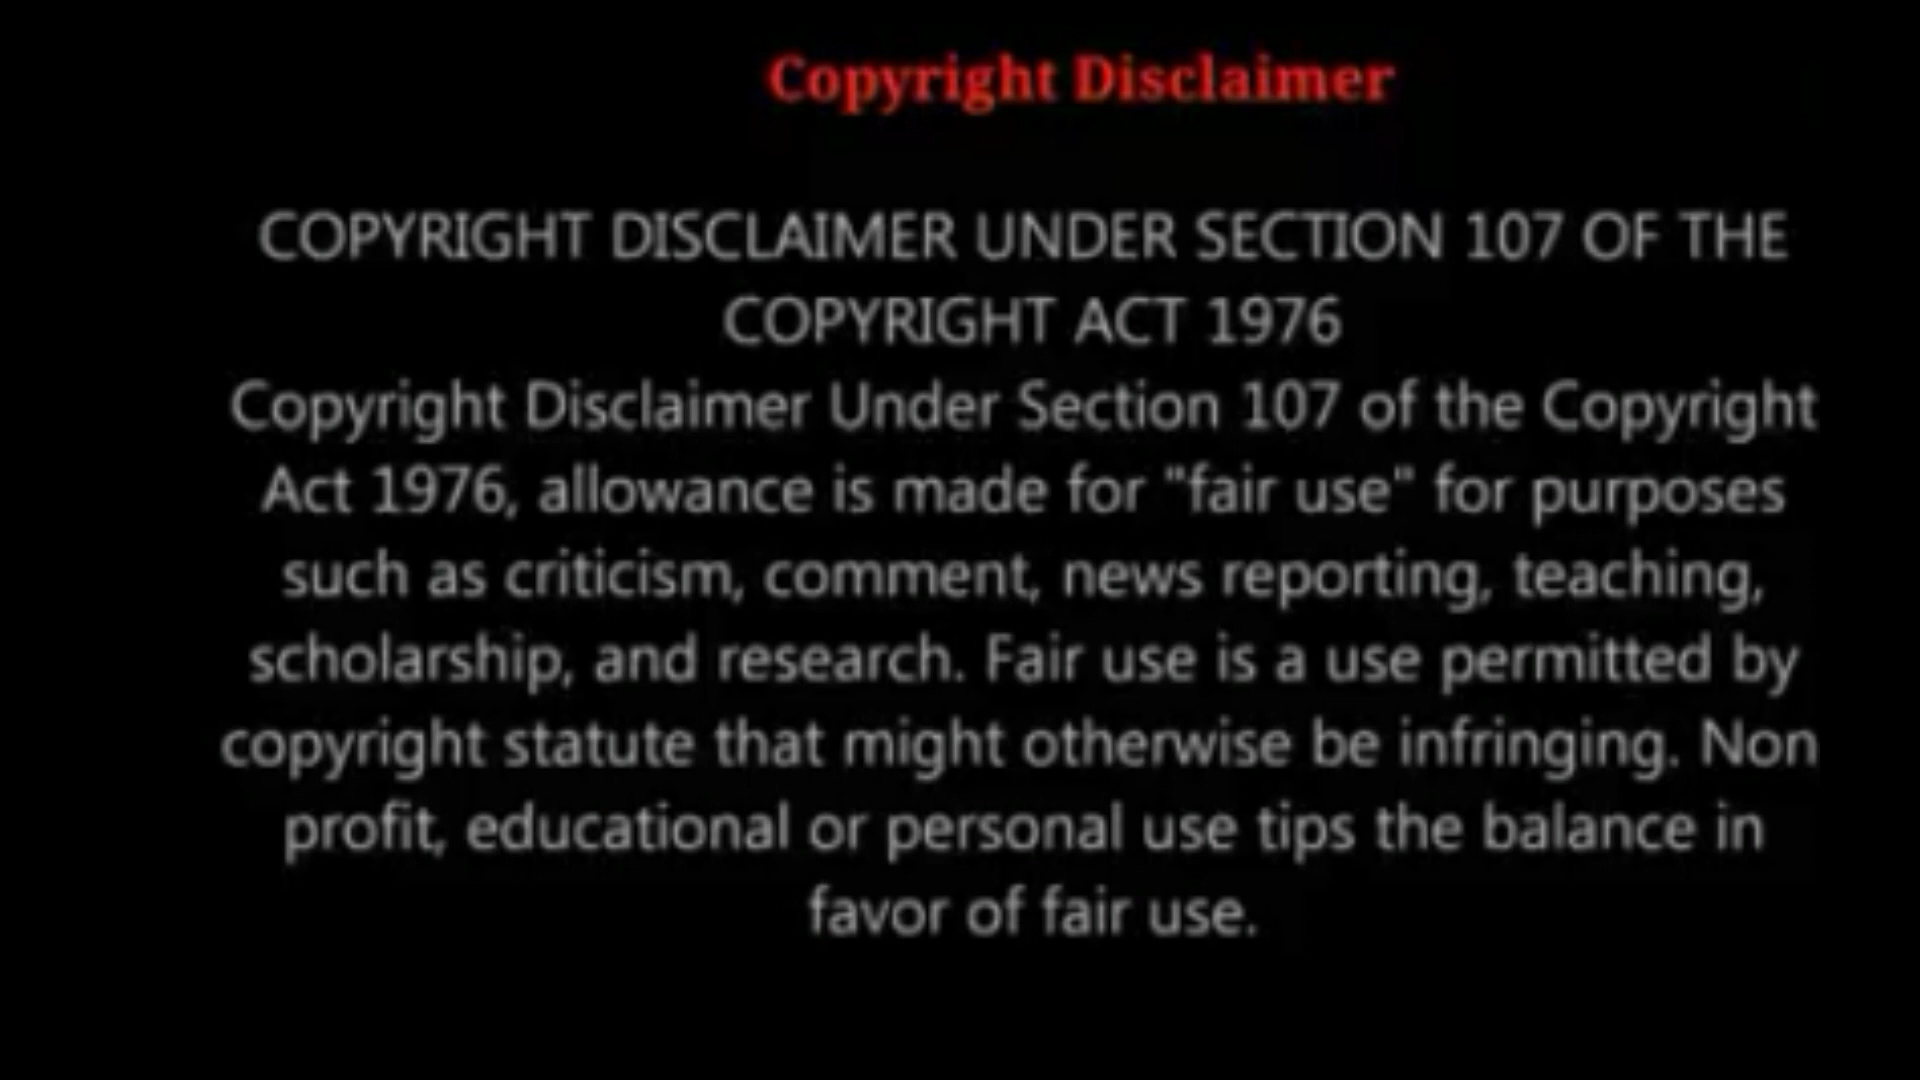 Copyright Disclaimer
COPYRIGHT DISCLAIMER UNDER SECTION 107 OF THE
COPYRIGHT ACT 1976
Copyright Disclaimer Under Section 107 of the Copyright
Act 1976, allowance is made for "fair use" for purposes
such as criticism, comment, news reporting, teaching,
scholarship, and research. Fair use is a use permitted by
copyright statute that might otherwise be infringing. Non
profit, educational or personal use tips the balance in
favor of fair use.